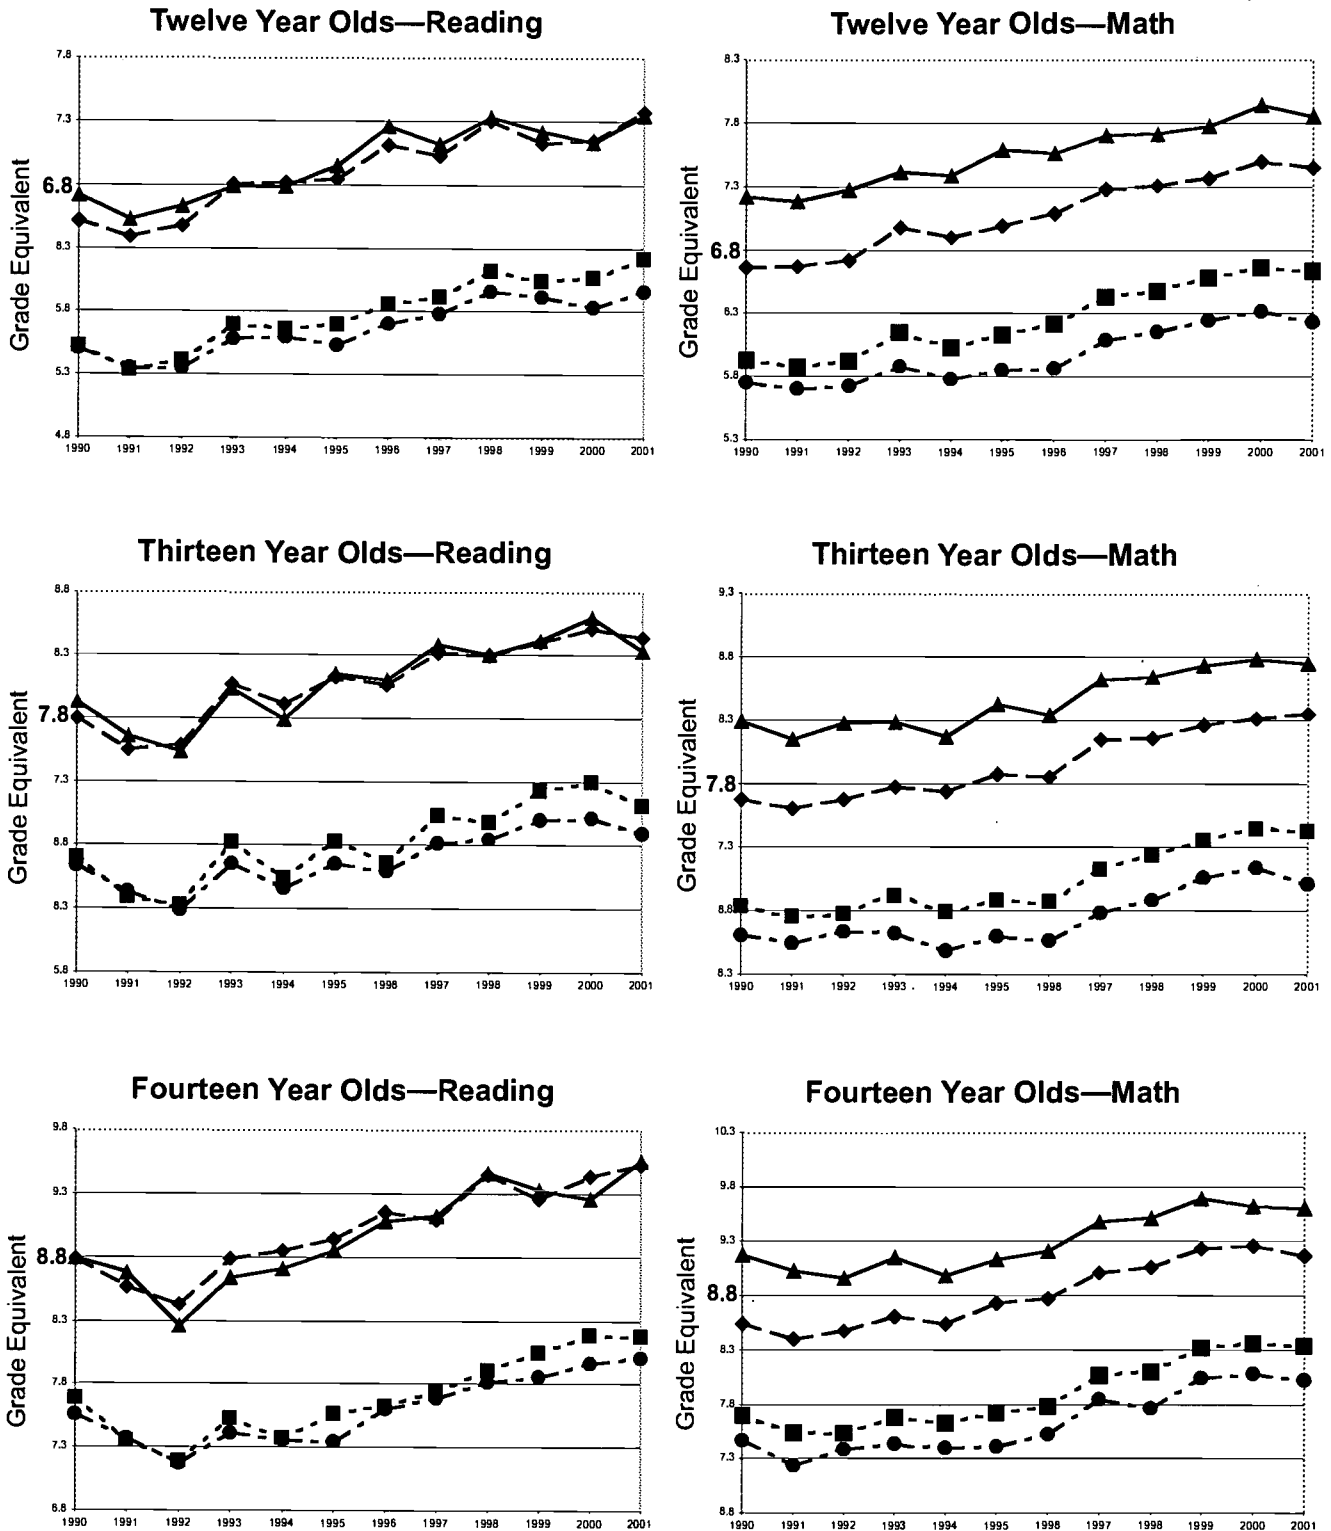 Twelve Year Olds—Reading
7.8
7.3
6.8
8.3
5.8
5.3
4.8
Grade Equivalent
1990 1991 1992 1993 1994 1995 1996 1997 1998 1999 2000 2001
Twelve Year Olds—Math
8.3
7.8
7.3
6.8
6.3
5.8
5.3
Grade Equivalent
1990 1991 1992 1993 1994 1995 1996 1997 1998 1999 2000 2001
Thirteen Year Olds—Reading
8.8
8.3
7.8
7.3
8.8
8.3
5.8
Grade Equivalent
1990 1991 1992 1993 1994 1995 1996 1997 1998 1999 2000 2001
Thirteen Year Olds—Math
9.3
8.8
8.3
7.8
7.3
8.8
8.3
Grade Equivalent
1990 1991 1992 1993 1994 1995 1996 1997 1998 1999 2000 2001
Fourteen Year Olds—Reading
9.8
9.3
8.8
8.3
7.8
7.3
6.8
Grade Equivalent
1990 1991 1992 1993 1994 1995 1996 1997 1998 1999 2000 2001
Fourteen Year Olds—Math
10.3
9.8
9.3
8.8
8.3
7.8
7.3
8.8
Grade Equivalent
1990 1991 1992 1993 1994 1995 1996 1997 1998 1999 2000 2001